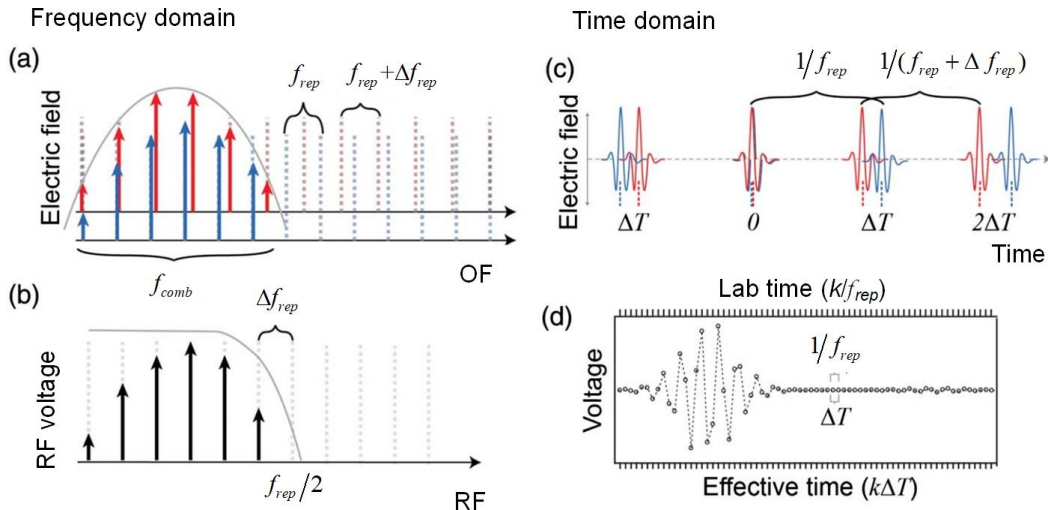 Frequency domain
(a)
f_rep
f_rep+Δf_rep
Electric field
OF
f_comb
(b)
Δf_rep
RF voltage
f_rep/2
RF
Time domain
(c)
1/f_rep
1/(f_rep + Δ f_rep)
Electric field
ΔT
0
ΔT
2ΔT
Time
Lab time (k/f_rep)
(d)
1/f_rep
ΔT
Voltage
Effective time (kΔT)